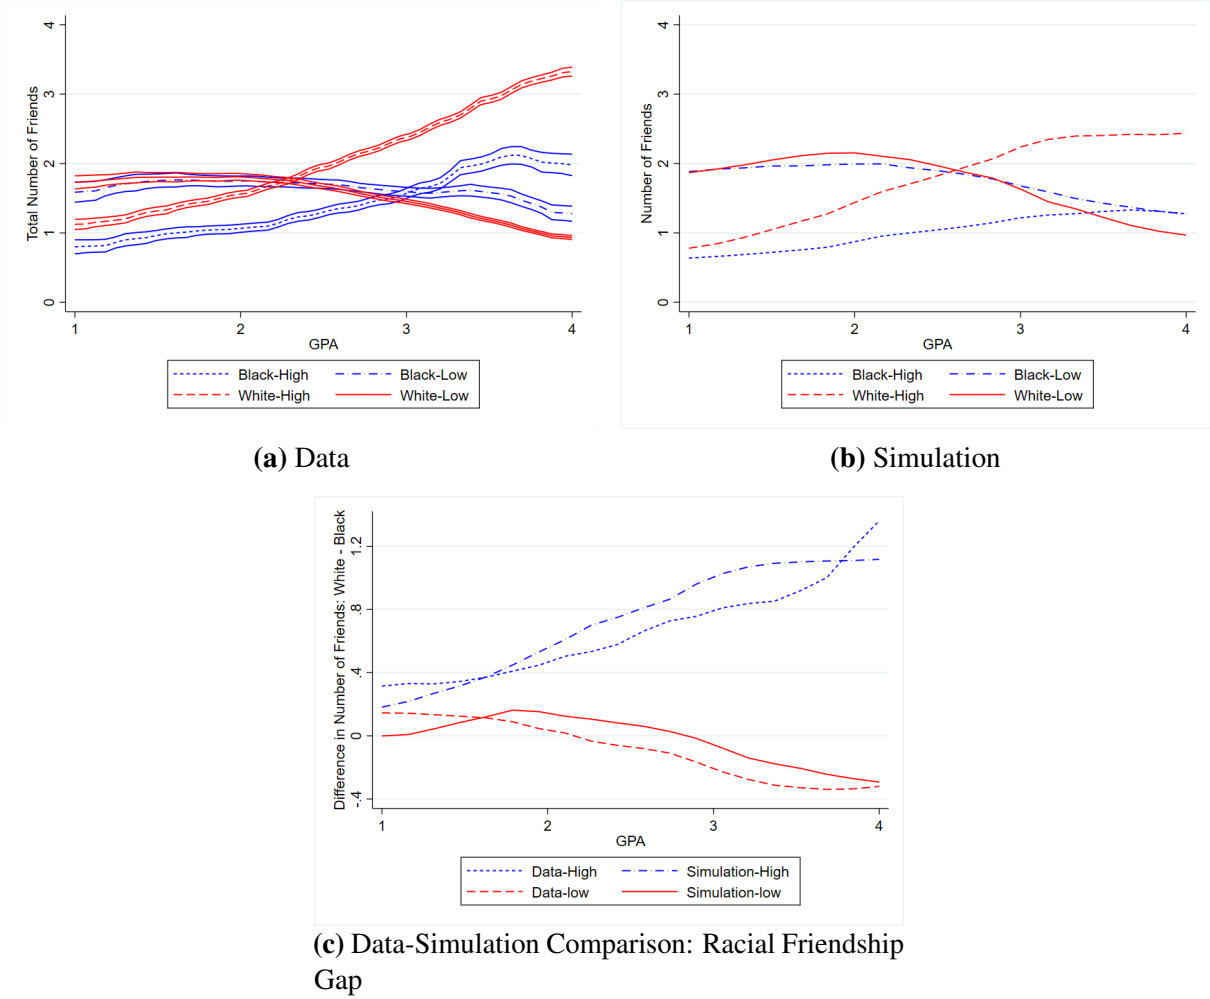 Total Number of Friends
4
3
2
1
0
1 2 3 4
GPA
Black-High Black-Low
White-High White-Low
(a) Data
Number of Friends
4
3
2
1
0
1 2 3 4
GPA
Black-High Black-Low
White-High White-Low
(b) Simulation
Difference in Number of Friends: White - Black
1.2
.8
.4
0
-.4
1 2 3 4
GPA
Data-High Simulation-High
Data-low Simulation-low
(c) Data-Simulation Comparison: Racial Friendship
Gap